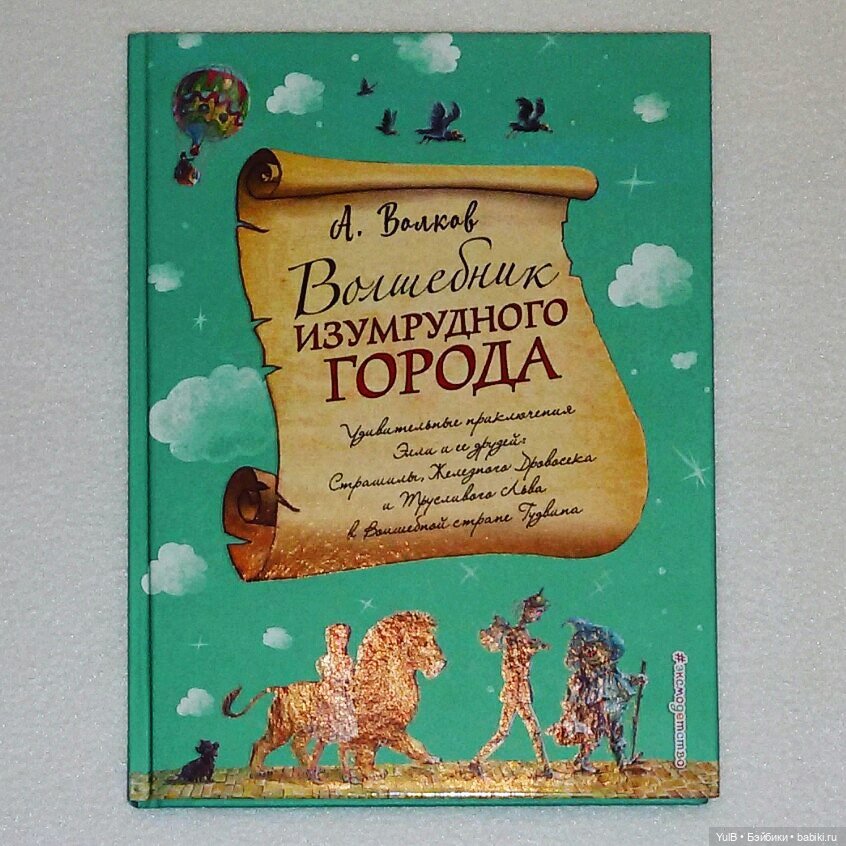 А. Волков
Волшебник
ИЗУМРУДНОГО
ГОРОДА
Удивительные приключения
Элли и ее друзей:
Страшилы, Железного Дровосека
и Трусливого Льва
в Волшебной стране Гудвина
#эксмодетство
YulB • Бэйбики • babiki.ru